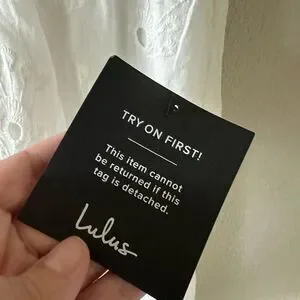 TRY ON FIRST!
This item cannot
be returned if this
tag is detached.
Lulus